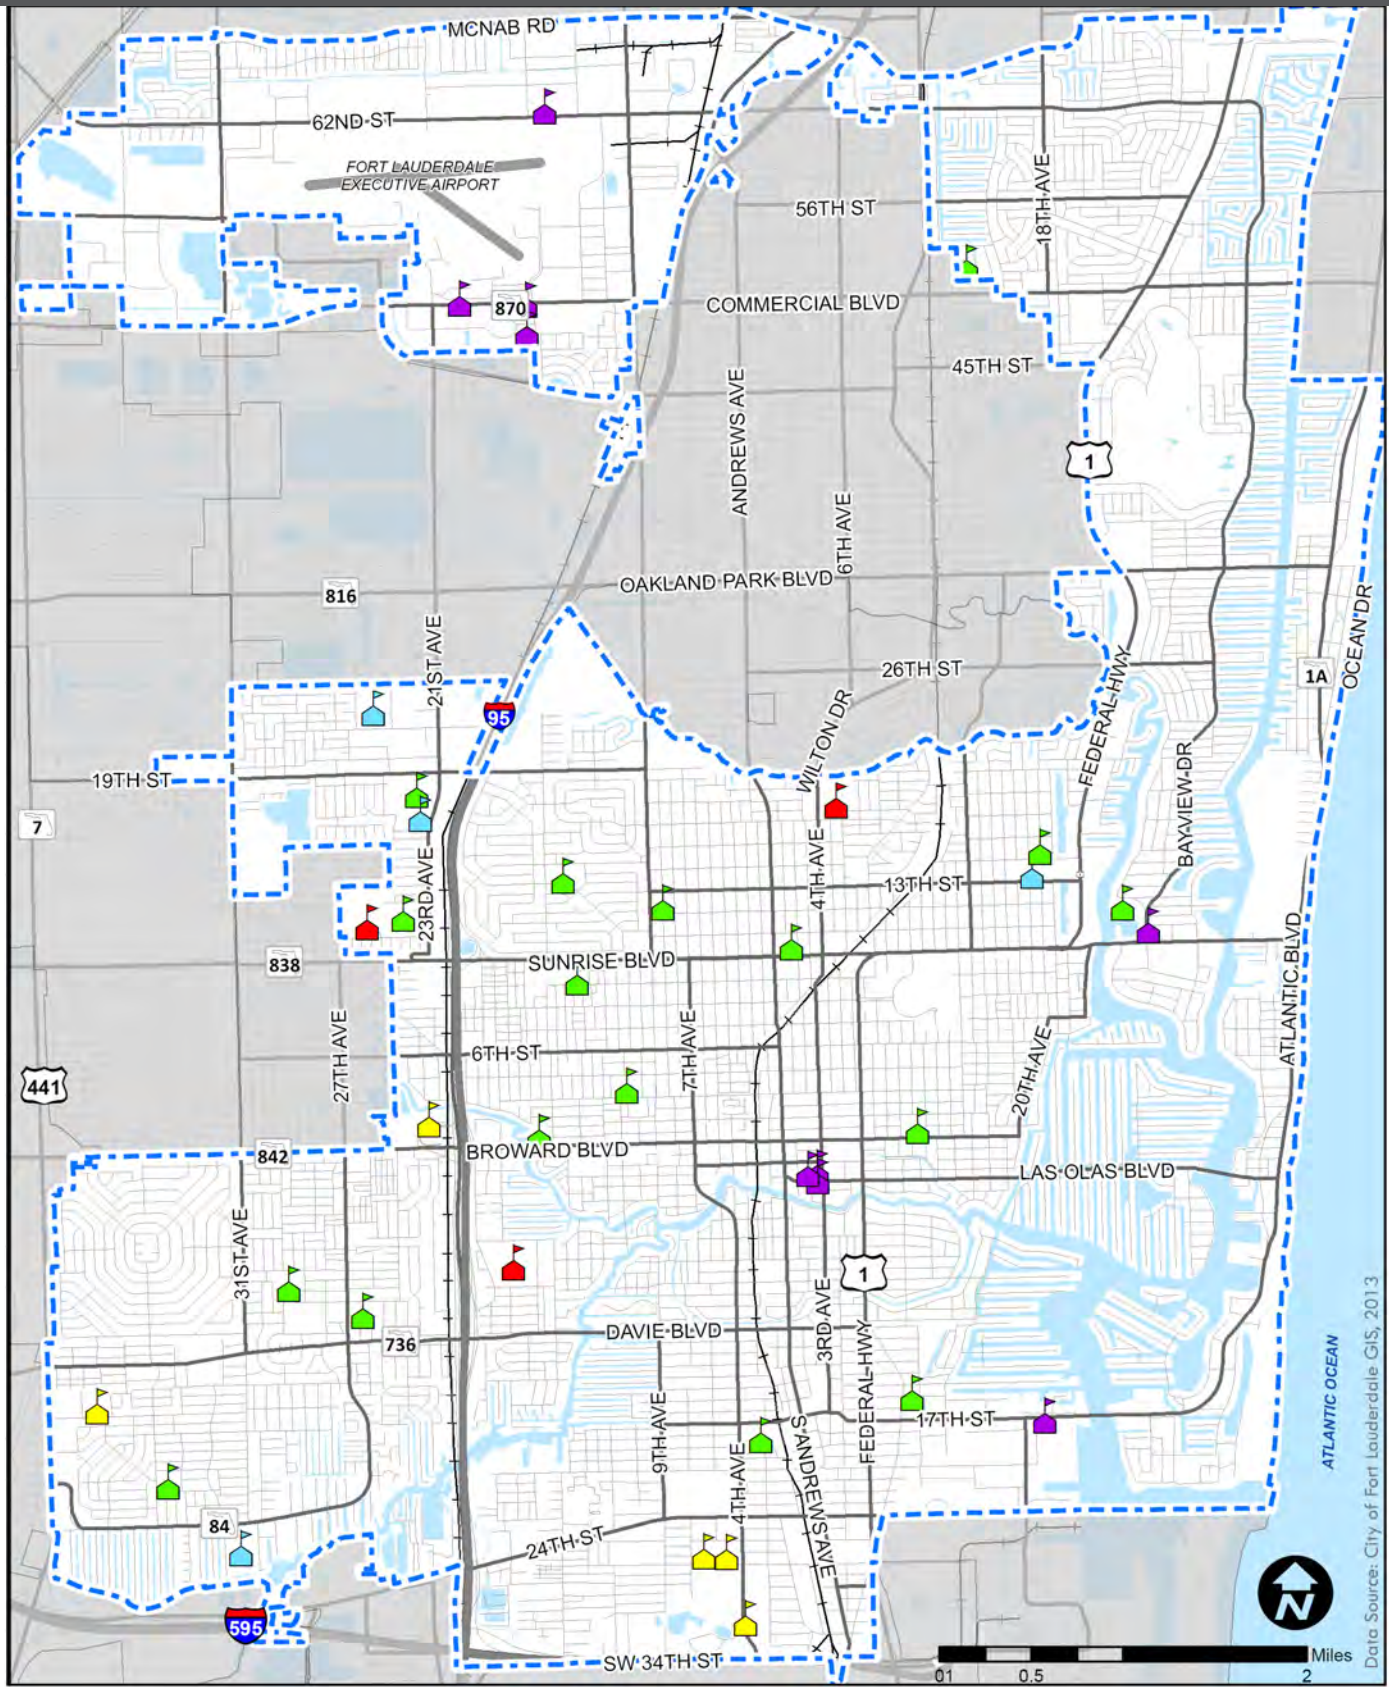 MCNAB RD
62ND ST
FORT LAUDERDALE
EXECUTIVE AIRPORT
56TH ST
18TH AVE
870
COMMERCIAL BLVD
45TH ST
ANDREWS AVE
1
6TH AVE
OAKLAND PARK BLVD
816
OCEAN DR
21ST AVE
26TH ST
1A
FEDERAL HWY
WILTON DR
95
BAYVIEW DR
19TH ST
7
4TH AVE
23RD AVE
13TH ST
838
SUNRISE BLVD
ATLANTIC BLVD
27TH AVE
7TH AVE
6TH ST
20TH AVE
441
842
BROWARD BLVD
LAS OLAS BLVD
31ST AVE
1
736
DAVIE BLVD
3RD AVE
FEDERAL HWY
ATLANTIC OCEAN
9TH AVE
17TH ST
4TH AVE
S ANDREWS AVE
84
24TH ST
595
SW 34TH ST
N
Miles
0 1 0.5 2
Data Source: City of Fort Lauderdale GIS, 2013